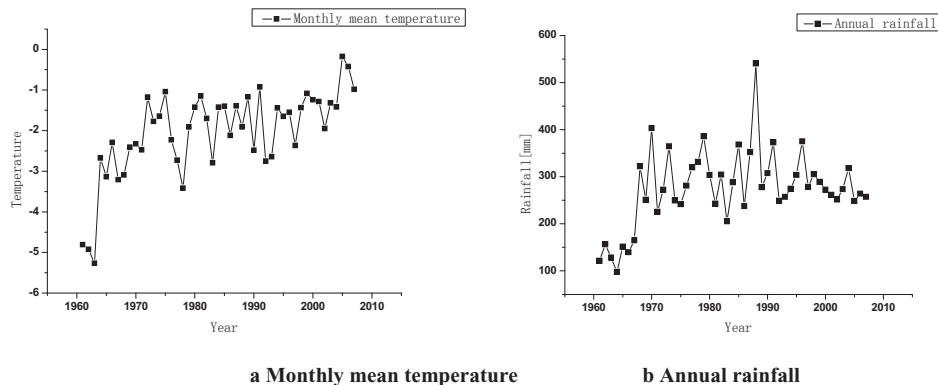 Monthly mean temperature
0
-1
-2
-3
-4
-5
-6
Temperature
1960 1970 1980 1990 2000 2010
Year
Annual rainfall
600
500
400
300
200
100
Rainfall[mm]
1960 1970 1980 1990 2000 2010
Year
a Monthly mean temperature
b Annual rainfall